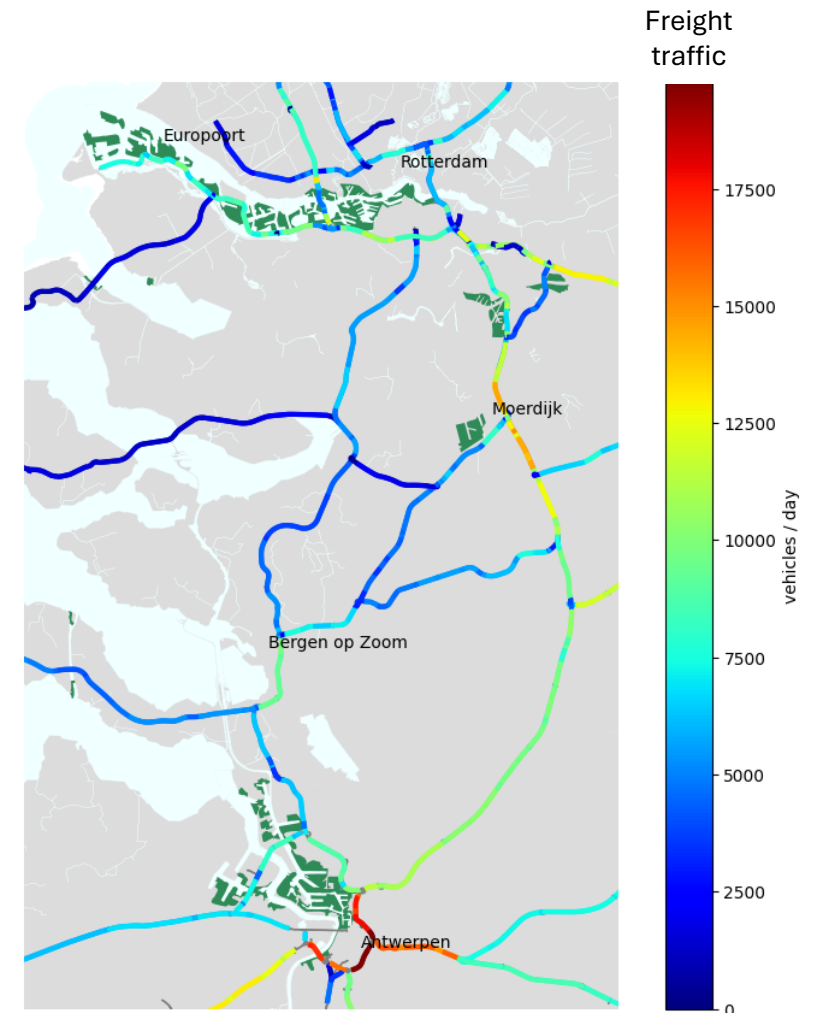 Freight
traffic
Europoort
Rotterdam
17500
15000
Moerdijk
12500
vehicles / day
10000
Bergen op Zoom
7500
5000
2500
Antwerpen
0